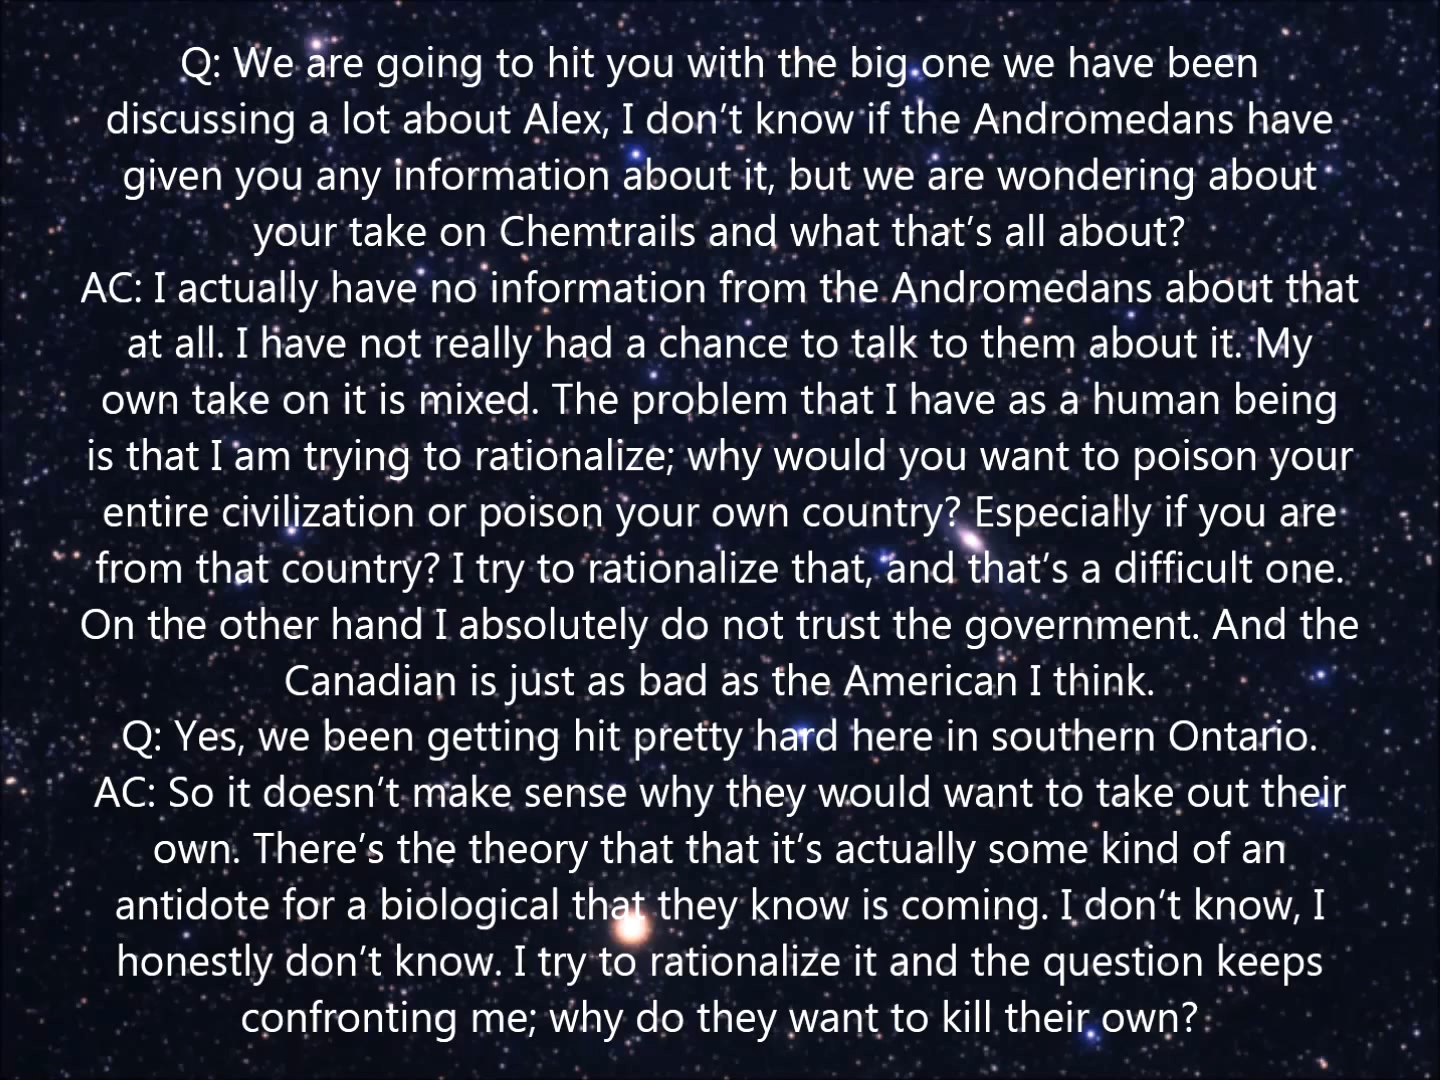 Q: We are going to hit you with the big one we have been
discussing a lot about Alex, I don’t know if the Andromedans have
given you any information about it, but we are wondering about
your take on Chemtrails and what that’s all about?
AC: I actually have no information from the Andromedans about that
at all. I have not really had a chance to talk to them about it. My
own take on it is mixed. The problem that I have as a human being
is that I am trying to rationalize; why would you want to poison your
entire civilization or poison your own country? Especially if you are
from that country? I try to rationalize that, and that’s a difficult one.
On the other hand I absolutely do not trust the government. And the
Canadian is just as bad as the American I think.
Q: Yes, we been getting hit pretty hard here in southern Ontario.
AC: So it doesn’t make sense why they would want to take out their
own. There’s the theory that that it’s actually some kind of an
antidote for a biological that they know is coming. I don’t know, I
honestly don’t know. I try to rationalize it and the question keeps
confronting me; why do they want to kill their own?